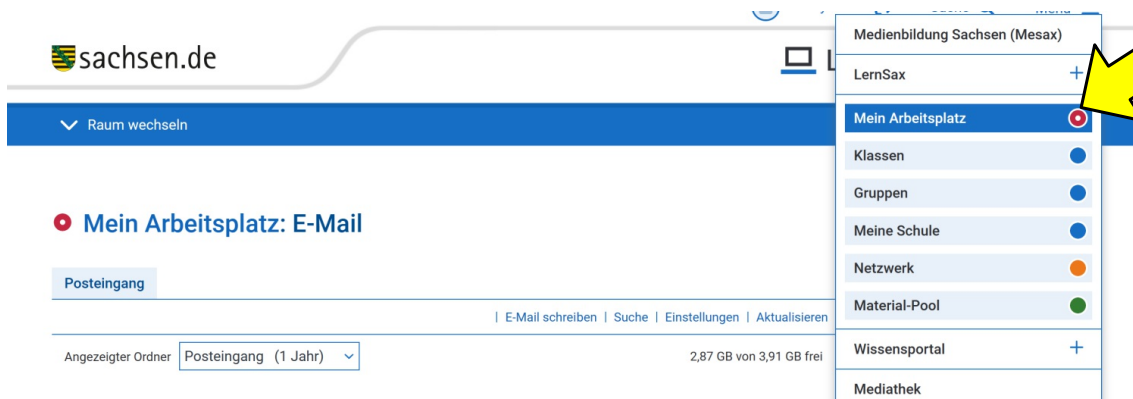 sachsen.de
Raum wechseln
Mein Arbeitsplatz: E-Mail
Posteingang
| E-Mail schreiben | Suche | Einstellungen | Aktualisieren
Angezeigter Ordner Posteingang (1 Jahr) 2,87 GB von 3,91 GB frei
Medienbildung Sachsen (Mesax)
LernSax +
Mein Arbeitsplatz
Klassen
Gruppen
Meine Schule
Netzwerk
Material-Pool
Wissensportal +
Mediathek